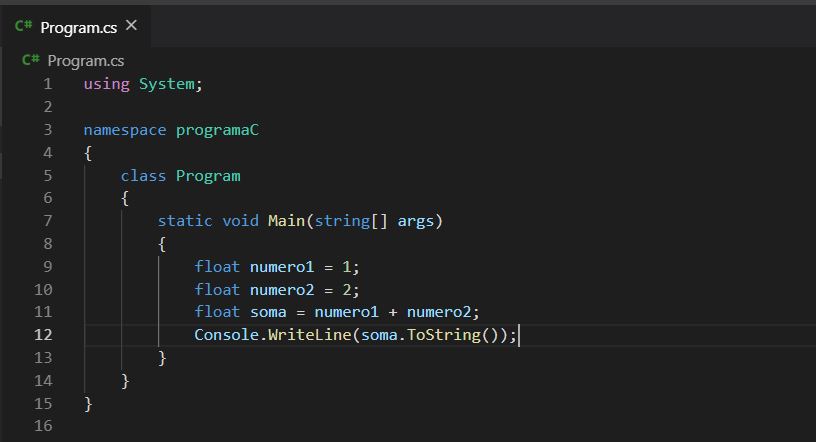 C# Program.cs ×
C# Program.cs
1 using System;
2
3 namespace programaC
4 {
5     class Program
6     {
7         static void Main(string[] args)
8         {
9             float numero1 = 1;
10             float numero2 = 2;
11             float soma = numero1 + numero2;
12             Console.WriteLine(soma.ToString());
13         }
14     }
15 }
16